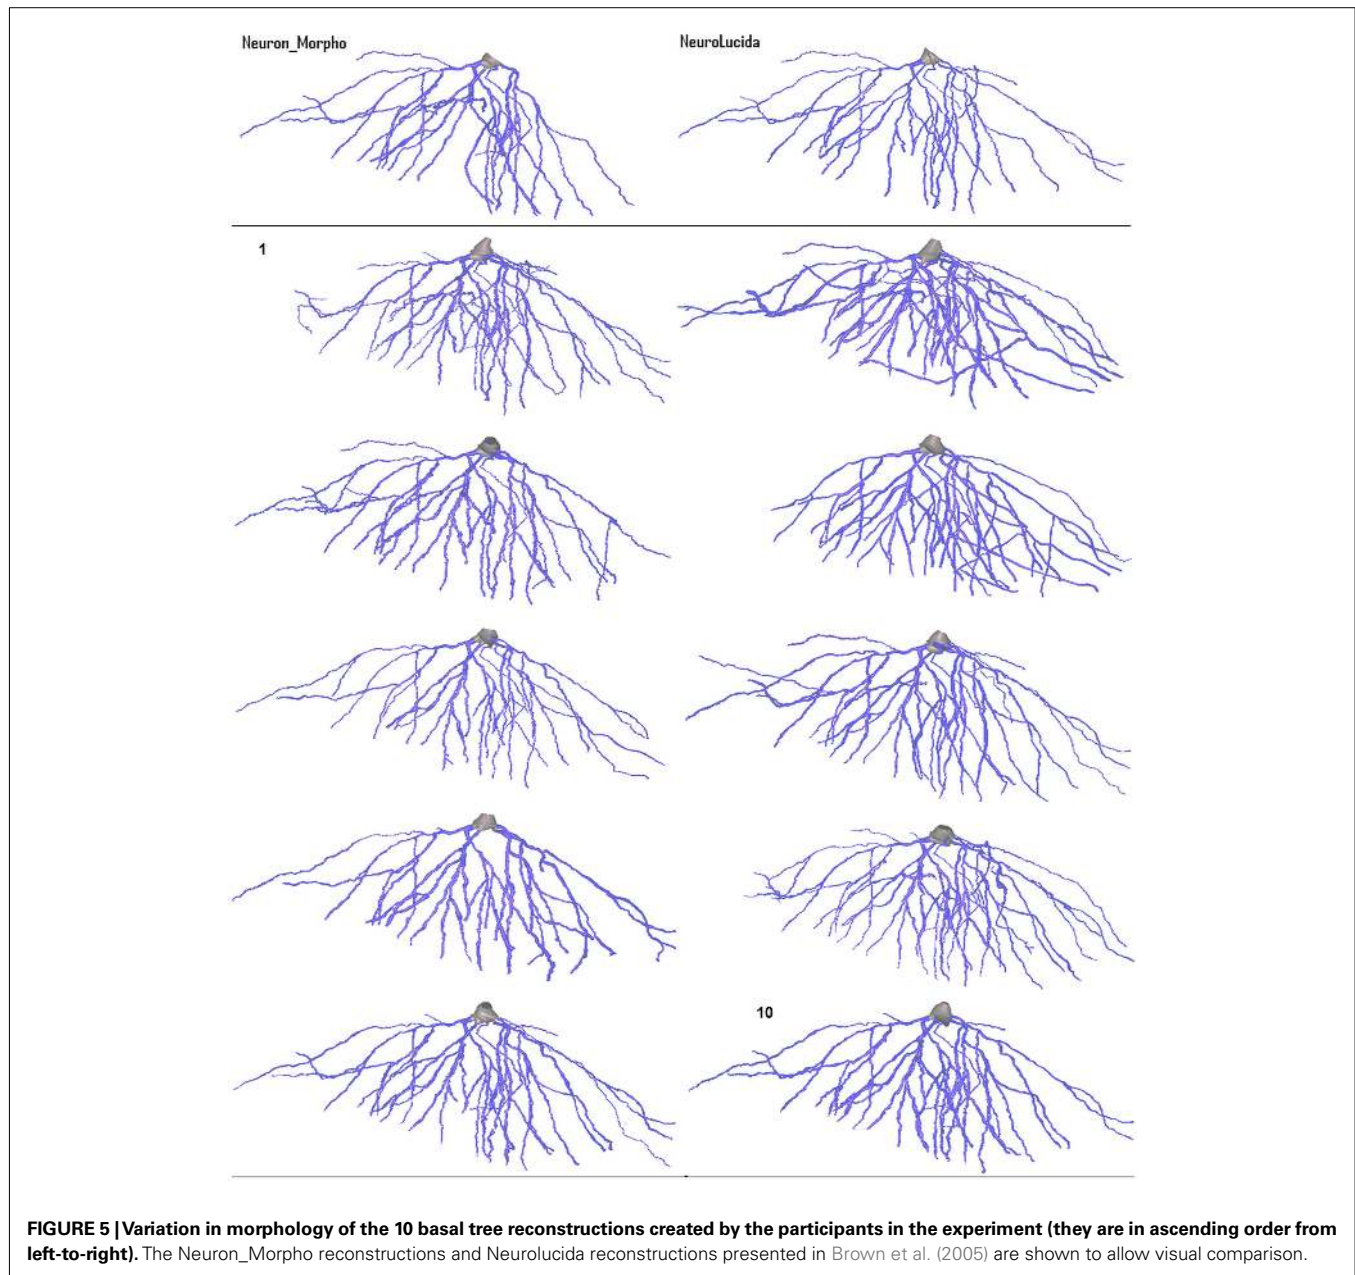 Neuron_Morpho
NeuroLucida
1
10
FIGURE 5 | Variation in morphology of the 10 basal tree reconstructions created by the participants in the experiment (they are in ascending order from
left-to-right). The Neuron_Morpho reconstructions and Neurolucida reconstructions presented in Brown et al. (2005) are shown to allow visual comparison.